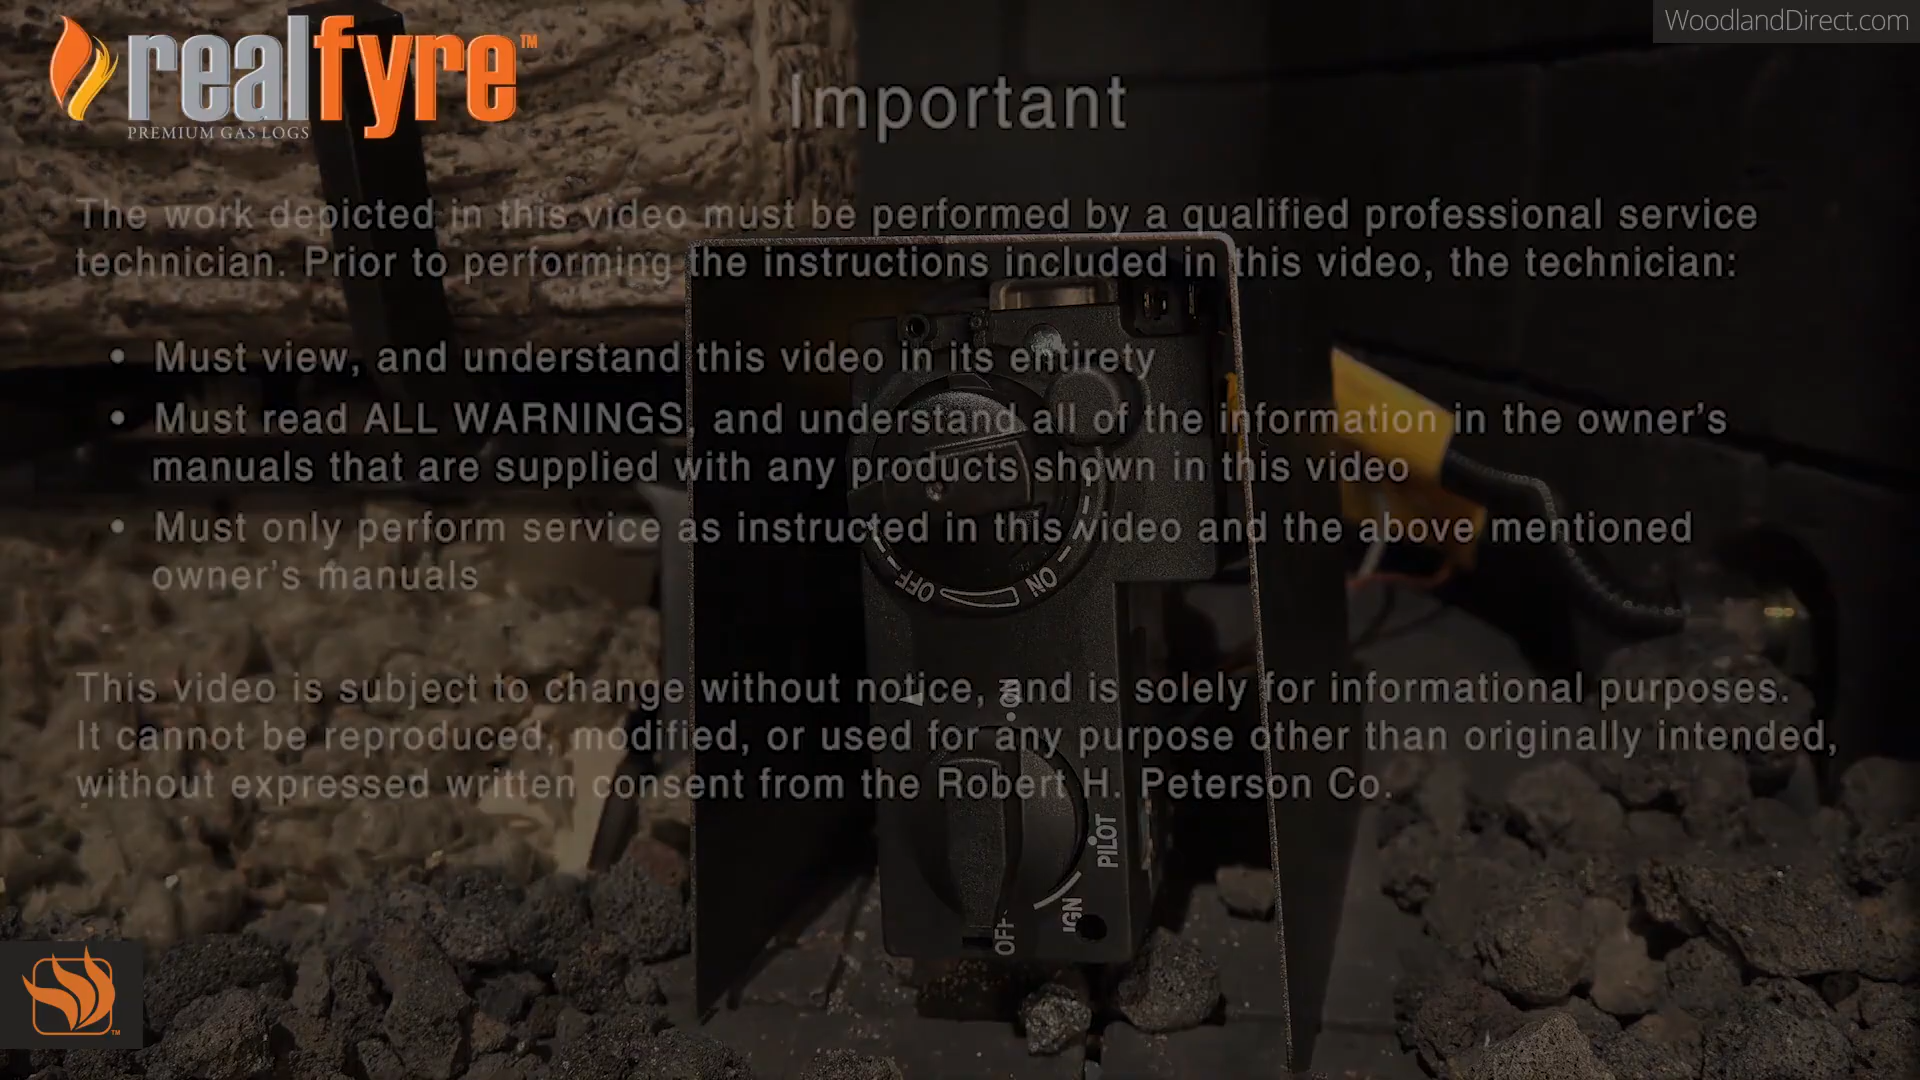 WoodlandDirect.com
realfyre™
PREMIUM GAS LOGS
Important
The work depicted in this video must be performed by a qualified professional service
technician. Prior to performing the instructions included in this video, the technician:
• Must view, and understand this video in its entirety
• Must read ALL WARNINGS, and understand all of the information in the owner's
manuals that are supplied with any products shown in this video
• Must only perform service as instructed in this video and the above mentioned
owner's manuals
OFF ON
This video is subject to change without notice, and is solely for informational purposes.
It cannot be reproduced, modified, or used for any purpose other than originally intended,
without expressed written consent from the Robert H. Peterson Co.
ON
PILOT
IGN
OFF
™